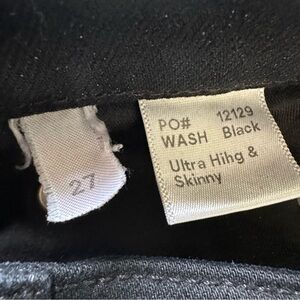 27
PO# 12129
WASH Black
Ultra Hihg &
Skinny